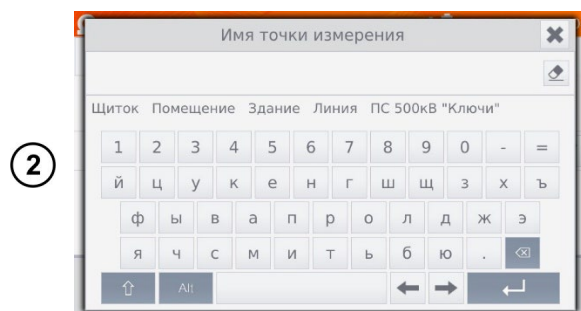 Имя точки измерения
Щиток Помещение Здание Линия ПС 500кВ "Ключи"
2
1 2 3 4 5 6 7 8 9 0 - =
й ц у к е н г ш щ з х ъ
ф ы в а п р о л д ж э
я ч с м и т ь б ю .
Alt